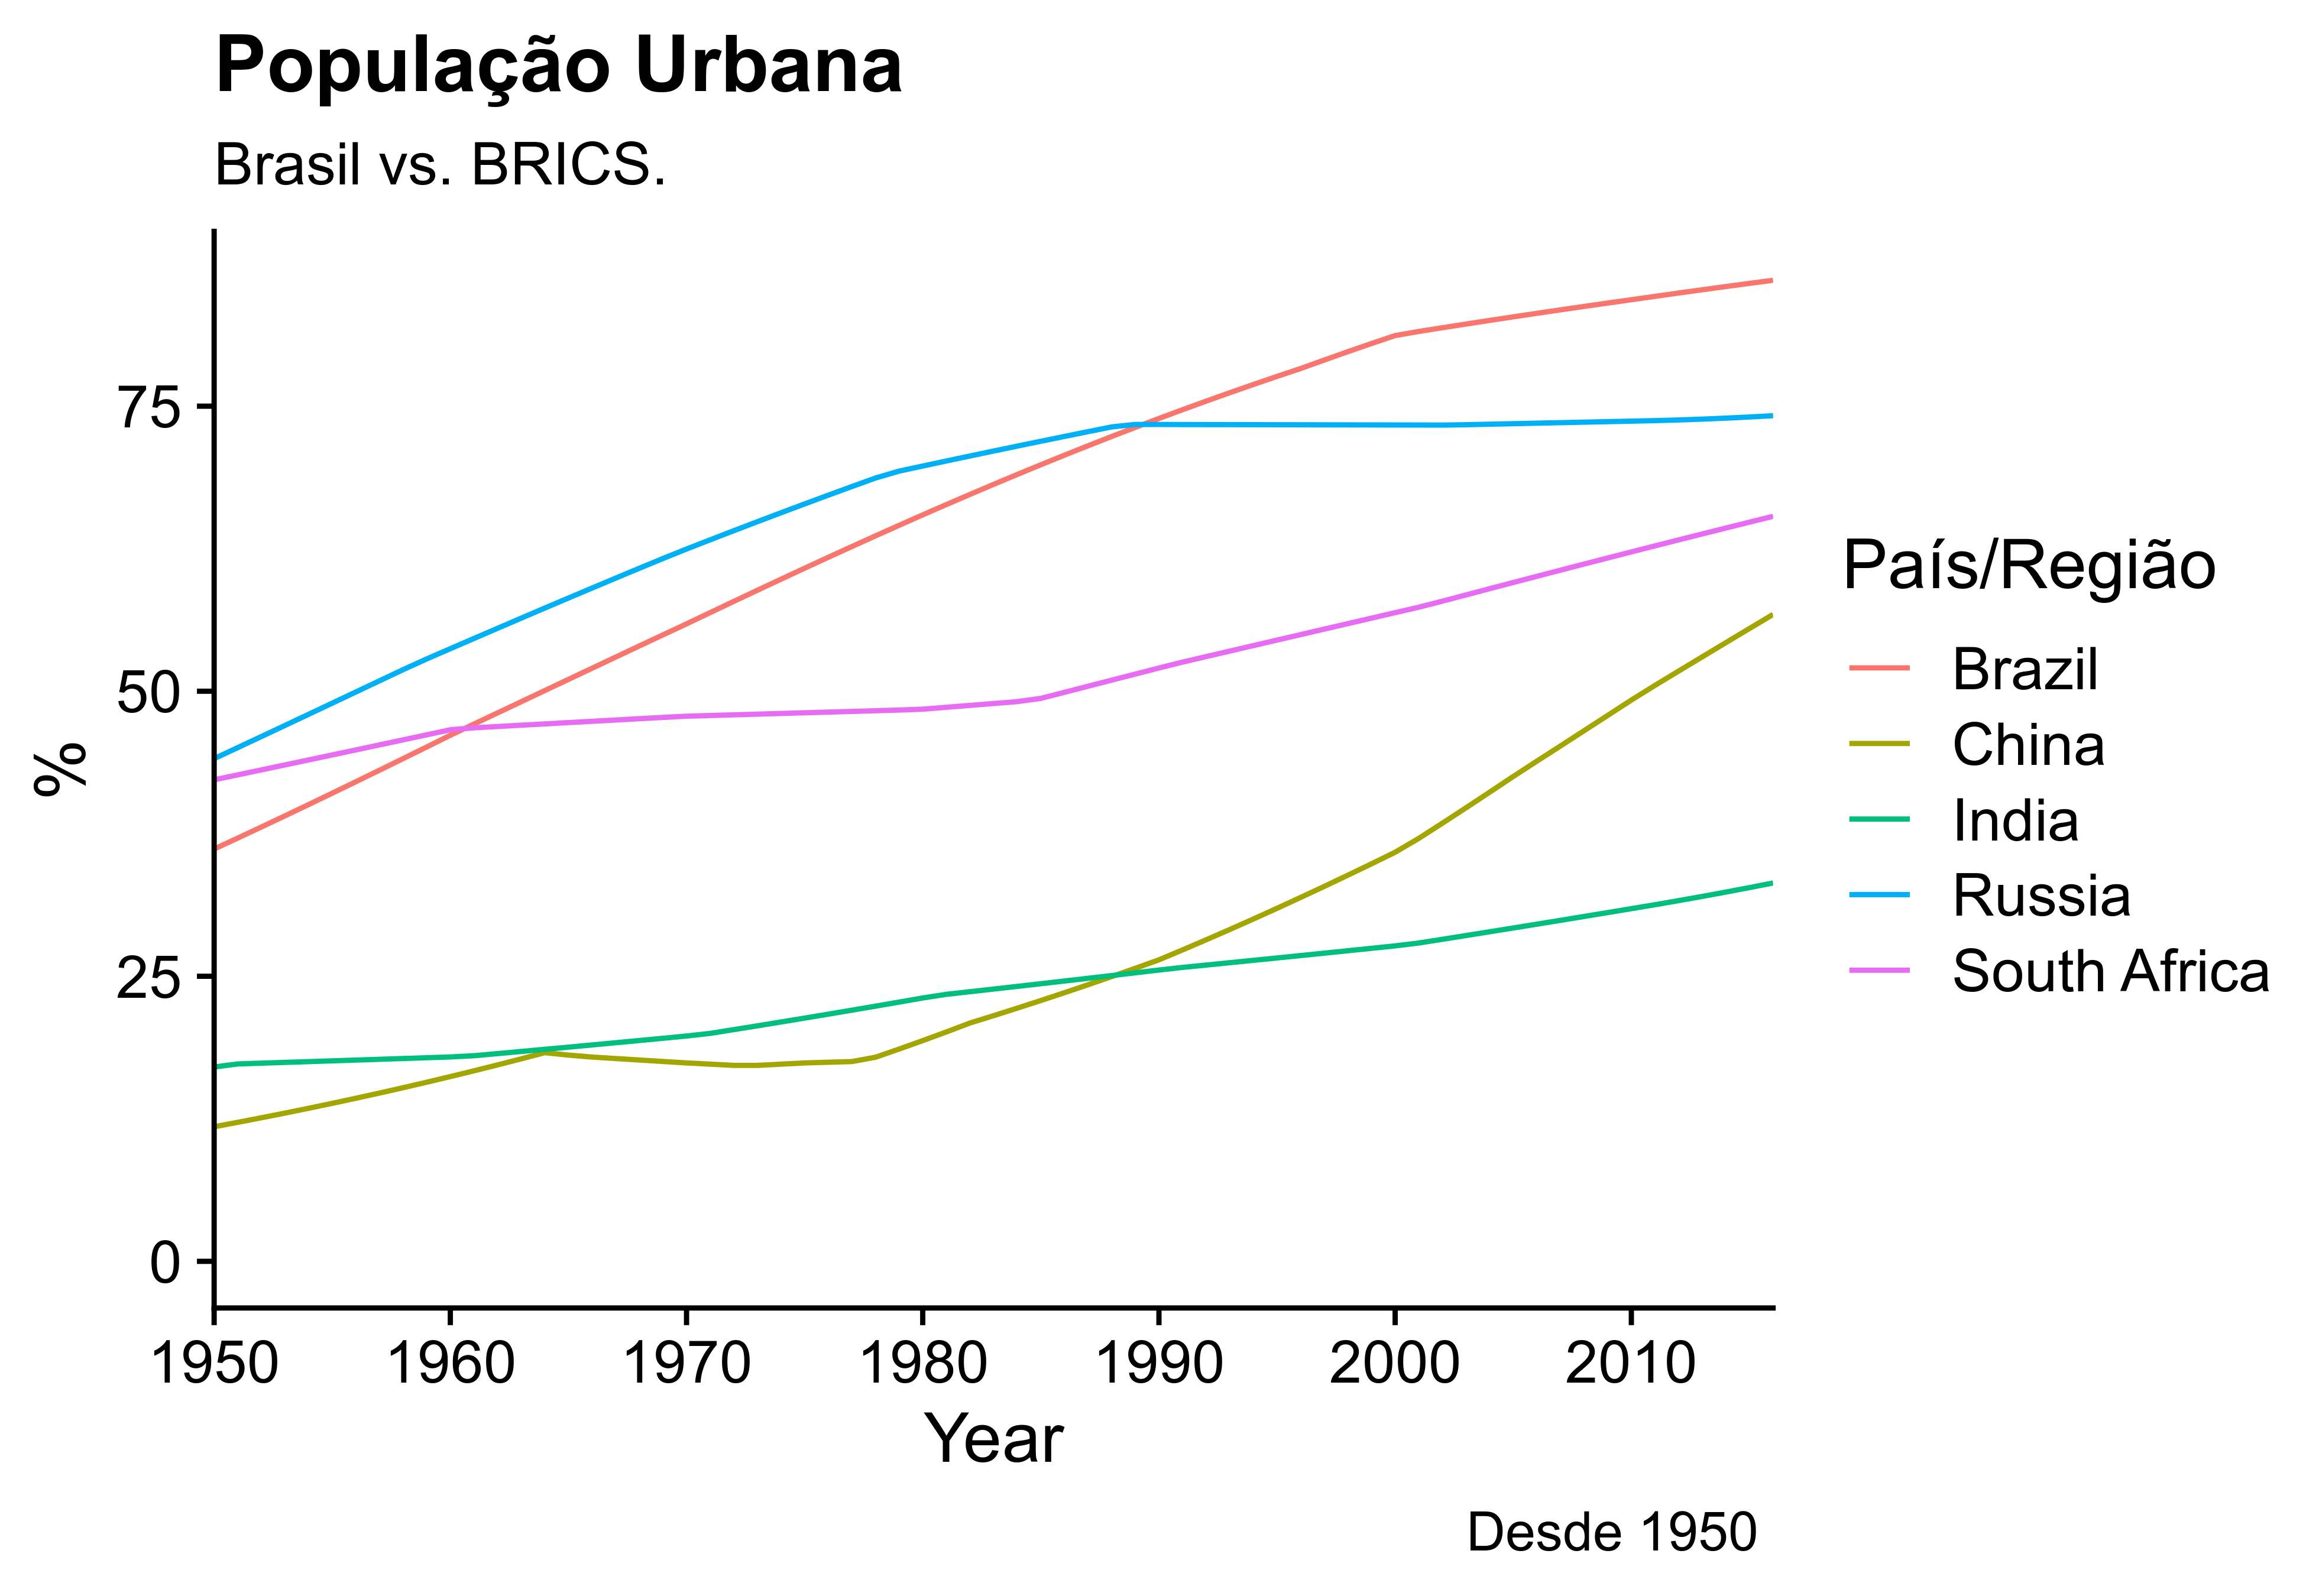 População Urbana
Brasil vs. BRICS.
75
50
25
0
%
1950 1960 1970 1980 1990 2000 2010
Year
País/Região
Brazil
China
India
Russia
South Africa
Desde 1950